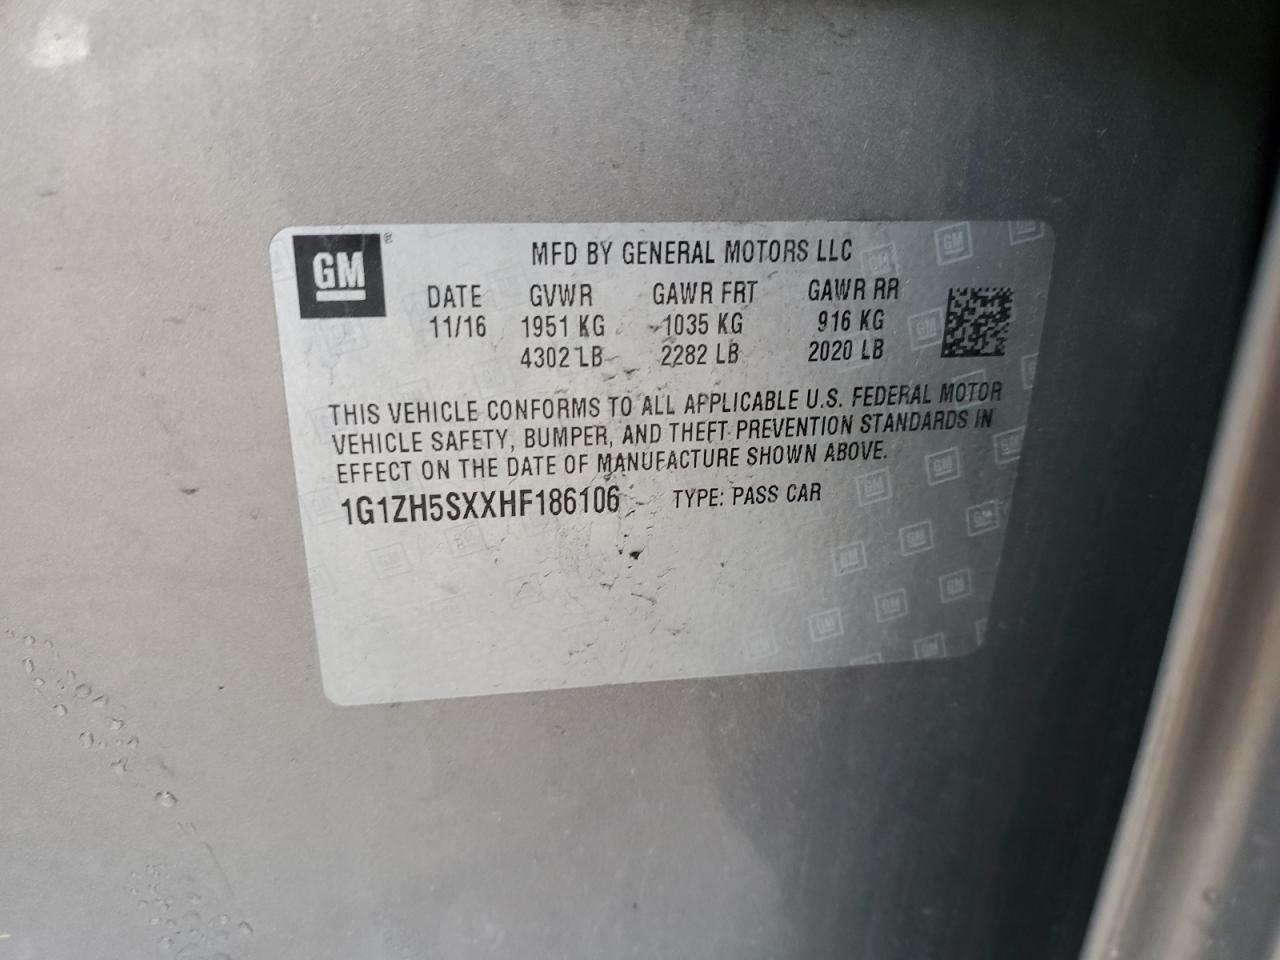 GM ®
MFD BY GENERAL MOTORS LLC
DATE GVWR GAWR FRT GAWR RR
11/16 1951 KG 1035 KG 916 KG
4302 LB 2282 LB 2020 LB
THIS VEHICLE CONFORMS TO ALL APPLICABLE U.S. FEDERAL MOTOR
VEHICLE SAFETY, BUMPER, AND THEFT PREVENTION STANDARDS IN
EFFECT ON THE DATE OF MANUFACTURE SHOWN ABOVE.
1G1ZH5SXXHF186106 TYPE: PASS CAR